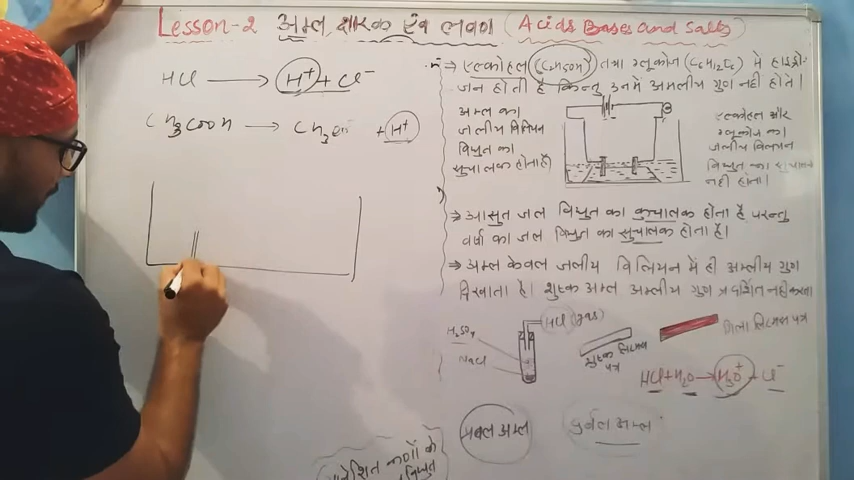 Lesson-2 अम्ल, क्षारक एंव लवण (Acids Bases and Salts)
HCl → H⁺ + Cl⁻
CH₃COOH → CH₃COO⁻ + H⁺
→ एल्कोहल (C₂H₅OH) तथा ग्लूकोज (C₆H₁₂O₆) में हाइड्रो-
जन होती है किन्तु उनमें अम्लीय गुण नही होते।
अम्ल का
जलीय विलियन
विधुत का
सुचालक होता है।
एल्कोहल और
ग्लूकोज का
जलीय विलयन
विधुत का सुचालक
नही होता।
→ आसुत जल विधुत का कुचालक होता है परन्तु
वर्षा का जल विधुत का सुचालक होता है।
→ अम्ल केवल जलीय विलियन में ही अम्लीय गुण
दिखाता है। शुष्क अम्ल अम्लीय गुण प्रदर्शित नही करता
HCl (gas)
H₂SO₄
NaCl
शुष्क लिटमस
पत्र
नीला लिटमस पत्र
HCl + H₂O → H₃O⁺ + Cl⁻
प्रबल अम्ल
दुर्बल अम्ल
कणों के
विधुत